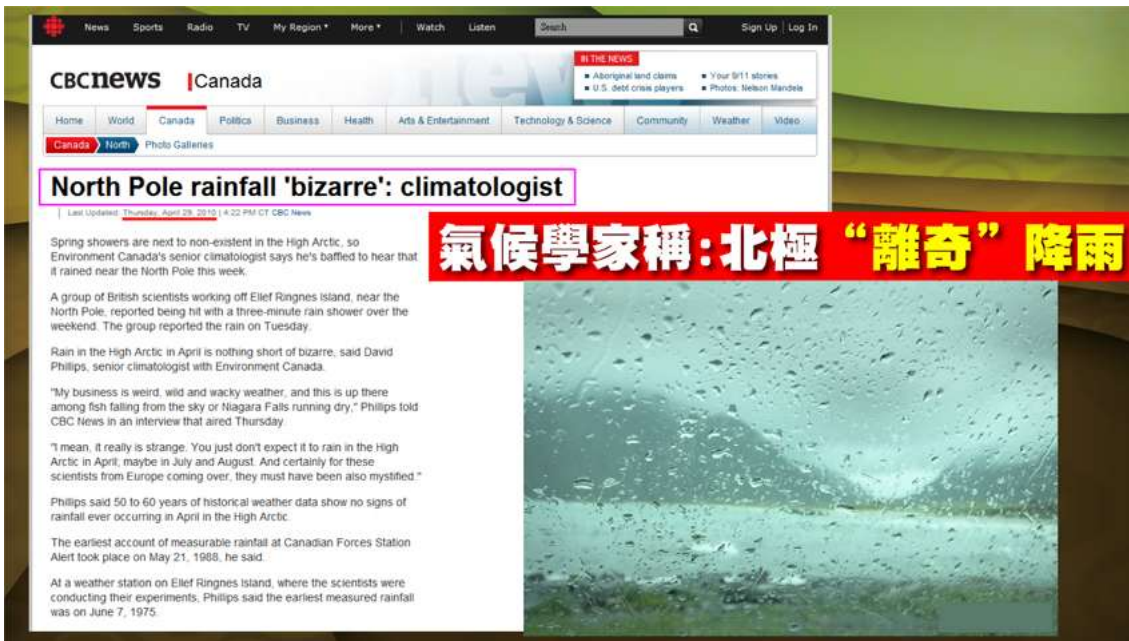 News Sports Radio TV My Region More Watch Listen Search Sign Up Log In
IN THE NEWS
Aboriginal land claims Your 9/11 stories
U.S. debt crisis players Photos: Nelson Mandela
CBCnews | Canada
Home World Canada Politics Business Health Arts & Entertainment Technology & Science Community Weather Video
Canada North Photo Galleries
North Pole rainfall 'bizarre': climatologist
Last Updated: Thursday, April 29, 2010 | 4:22 PM CT CBC News
氣候學家稱:北極“離奇”降雨
Spring showers are next to non-existent in the High Arctic, so
Environment Canada's senior climatologist says he's baffled to hear that
it rained near the North Pole this week.
A group of British scientists working off Ellef Ringnes Island, near the
North Pole, reported being hit with a three-minute rain shower over the
weekend. The group reported the rain on Tuesday.
Rain in the High Arctic in April is nothing short of bizarre, said David
Phillips, senior climatologist with Environment Canada.
"My business is weird, wild and wacky weather, and this is up there
among fish falling from the sky or Niagara Falls running dry," Phillips told
CBC News in an interview that aired Thursday
"I mean, it really is strange. You just don't expect it to rain in the High
Arctic in April; maybe in July and August. And certainly for these
scientists from Europe coming over, they must have been also mystified."
Phillips said 50 to 60 years of historical weather data show no signs of
rainfall ever occurring in April in the High Arctic.
The earliest account of measurable rainfall at Canadian Forces Station
Alert took place on May 21, 1988, he said.
At a weather station on Ellef Ringnes Island, where the scientists were
conducting their experiments, Phillips said the earliest measured rainfall
was on June 7, 1975.